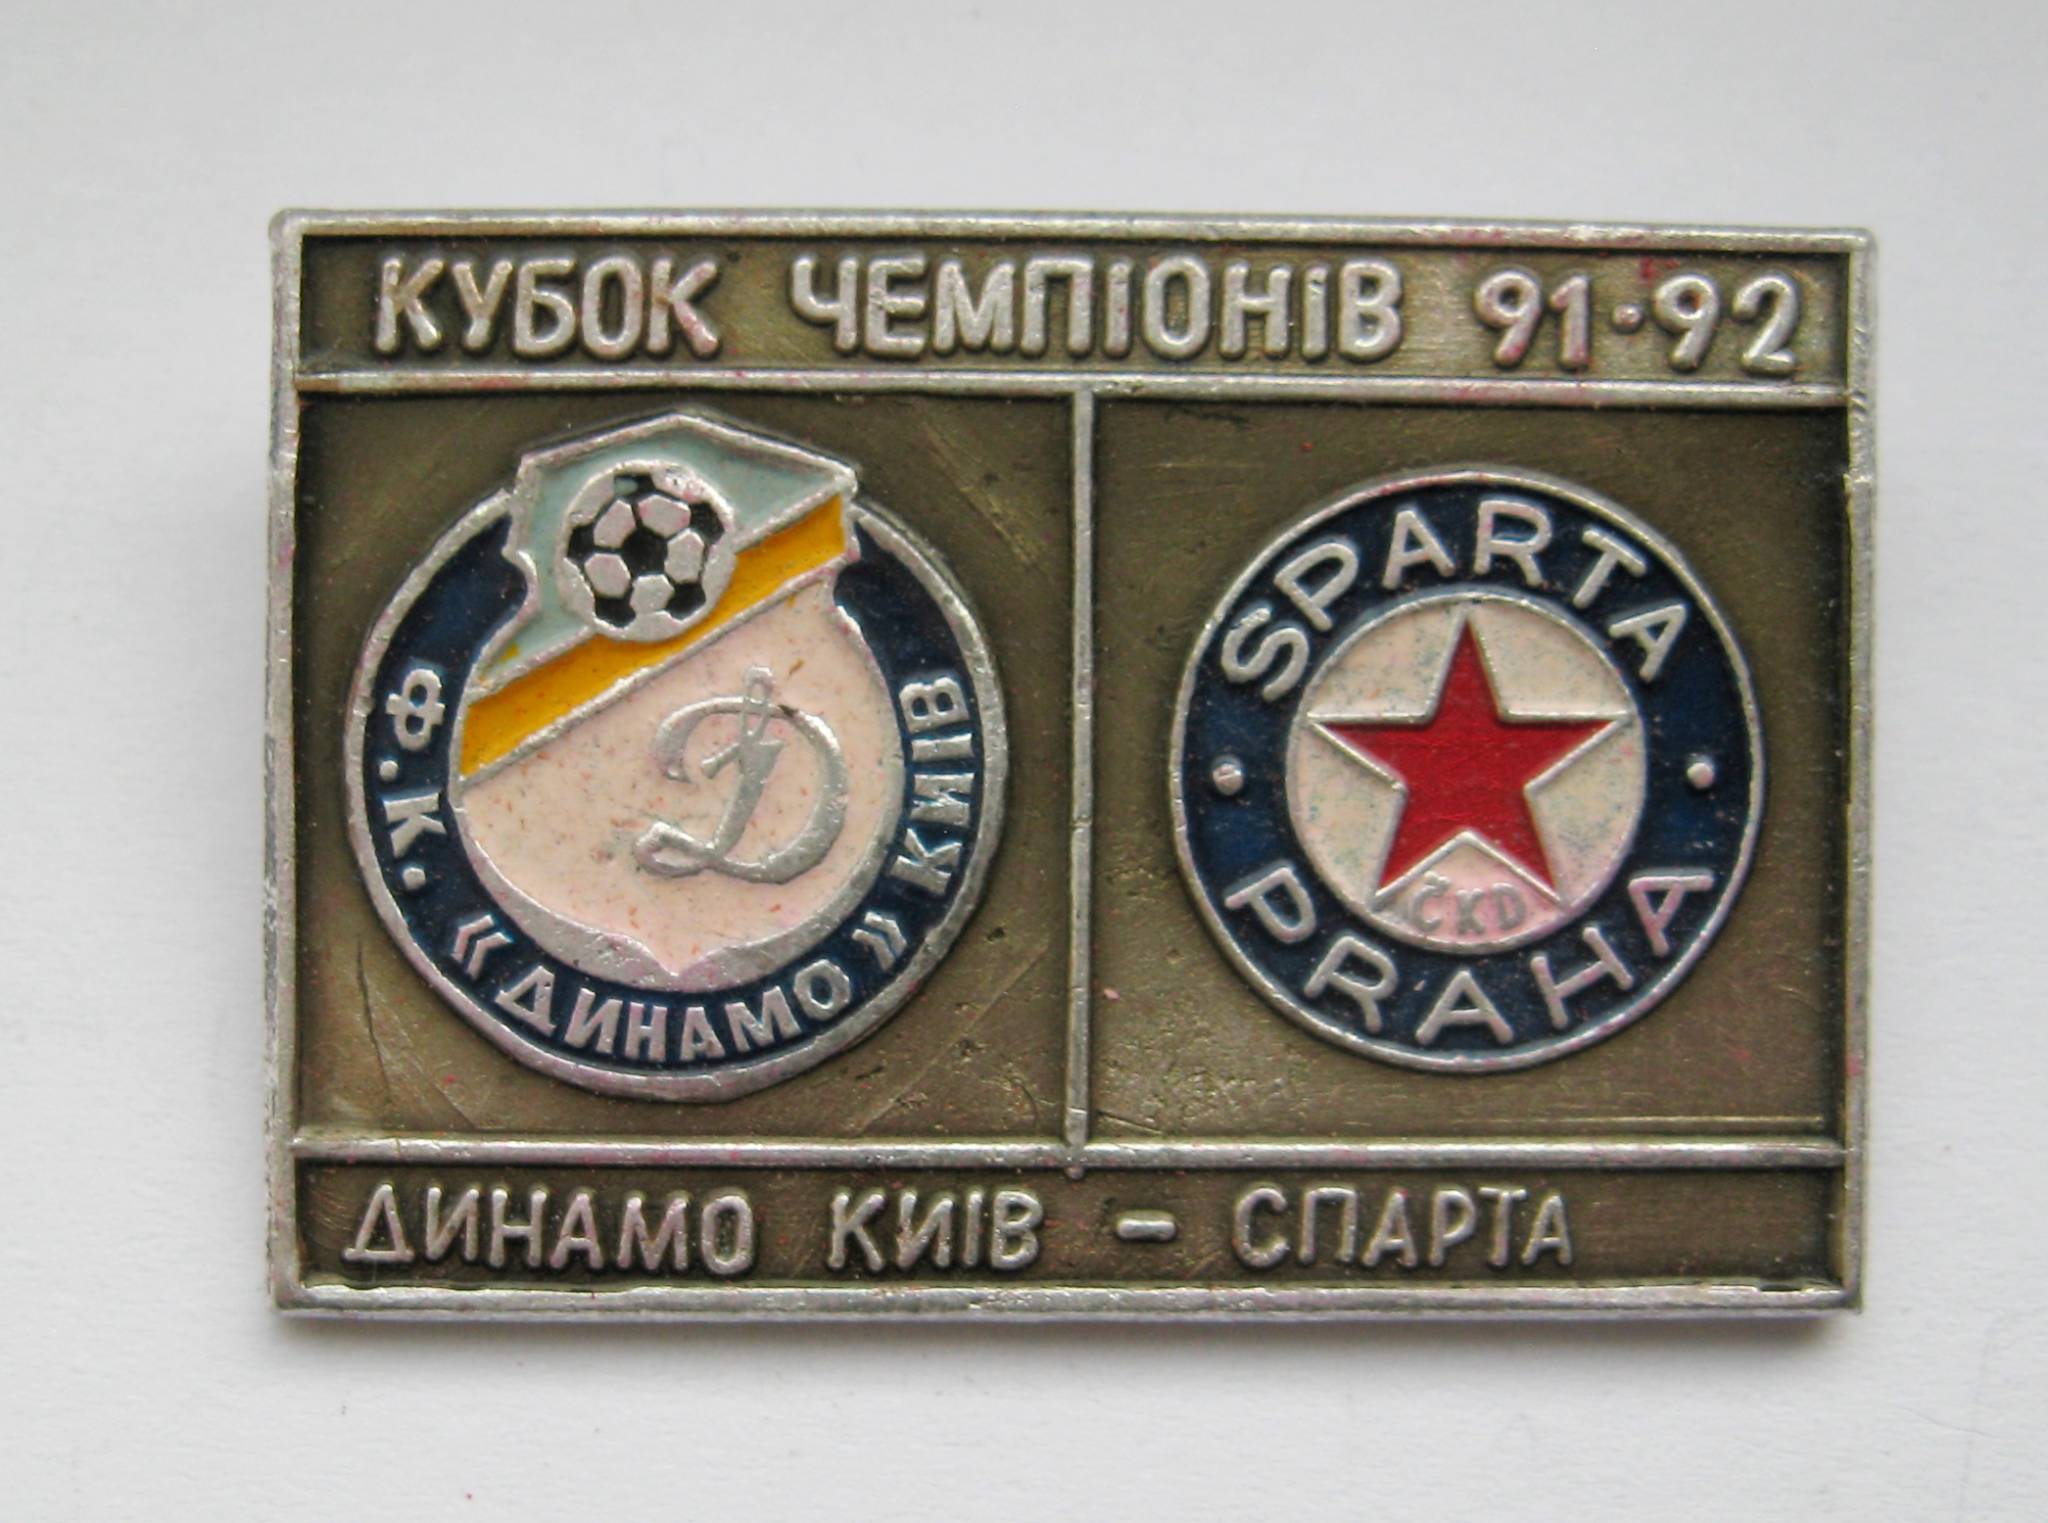 КУБОК ЧЕМПІОНІВ 91·92
Ф.К. «ДИНАМО» КИІВ
Д
SPARTA
PRAHA
ČKD
ДИНАМО КИІВ - СПАРТА